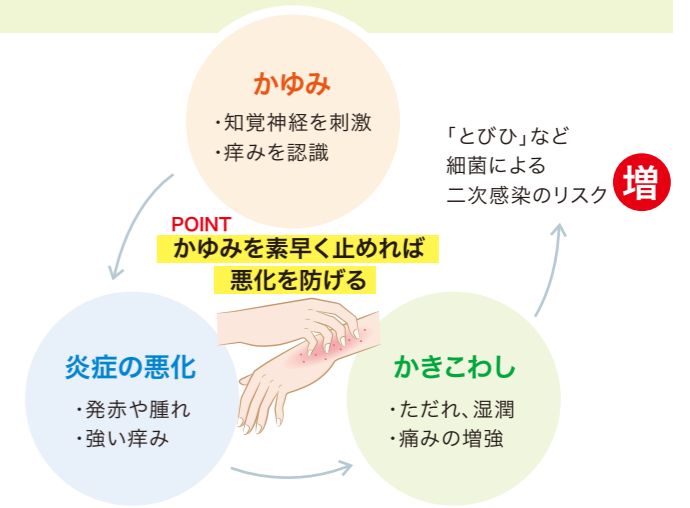 かゆみ
・知覚神経を刺激
・痒みを認識
「とびひ」など
細菌による
二次感染のリスク 増
POINT
かゆみを素早く止めれば
悪化を防げる
炎症の悪化
・発赤や腫れ
・強い痒み
かきこわし
・ただれ、湿潤
・痛みの増強